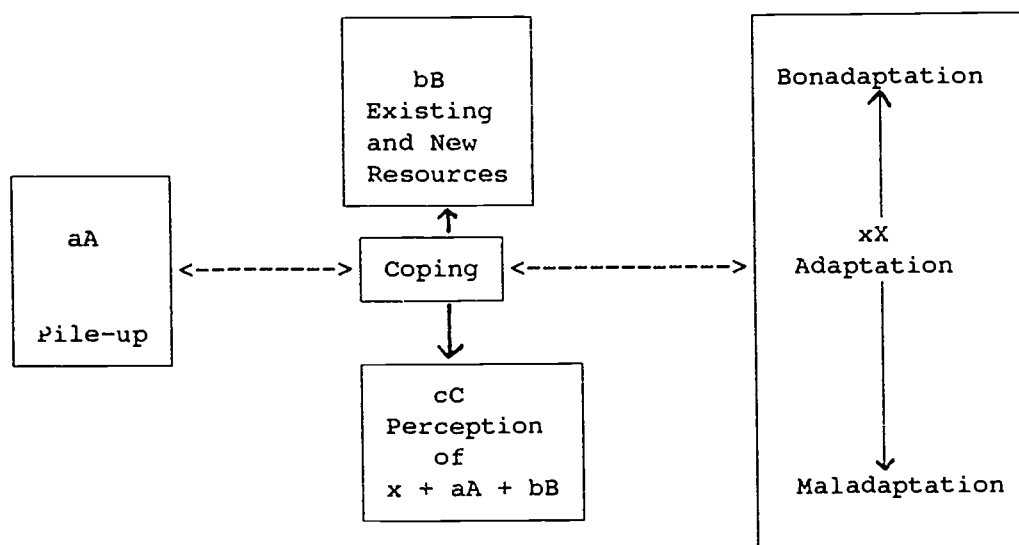 aA
Pile-up
bB
Existing
and New
Resources
<-----------> Coping <------------->
cC
Perception
of
x + aA + bB
Bonadaptation
xX
Adaptation
Maladaptation